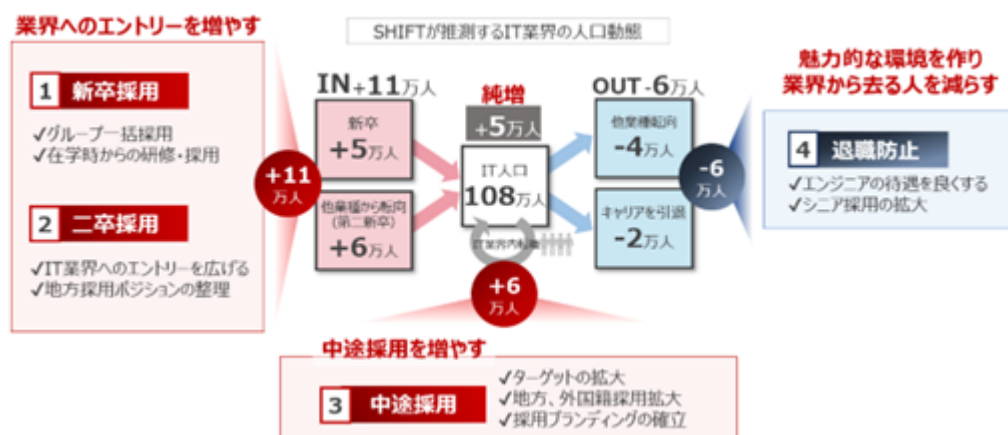 SHIFTが推測するIT業界の人口動態
業界へのエントリーを増やす
1 新卒採用
✓グループ一括採用
✓在学時からの研修・採用
2 二卒採用
✓IT業界へのエントリーを広げる
✓地方採用ポジションの整理
+11
万人
IN+11万人
新卒
+5万人
他業種から転向
(第二新卒)
+6万人
純増
+5万人
IT人口
108万人
IT業界内転職
+6
万人
OUT-6万人
他業種転向
-4万人
キャリアを引退
-2万人
-6
万人
魅力的な環境を作り
業界から去る人を減らす
4 退職防止
✓エンジニアの待遇を良くする
✓シニア採用の拡大
中途採用を増やす
3 中途採用
✓ターゲットの拡大
✓地方、外国籍採用拡大
✓採用ブランディングの確立